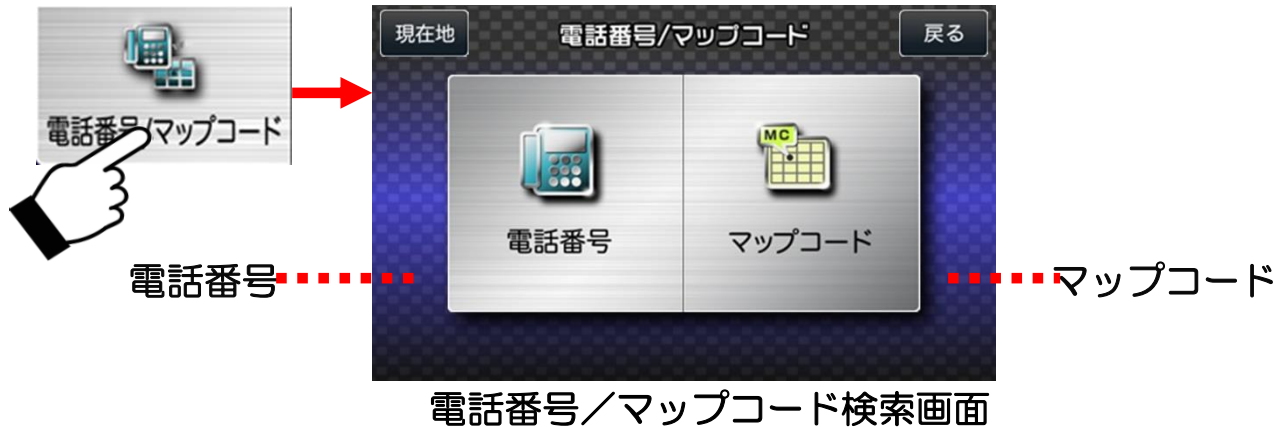 電話番号/マップコード
現在地
電話番号/マップコード
戻る
MC
電話番号
マップコード
電話番号
マップコード
電話番号／マップコード検索画面